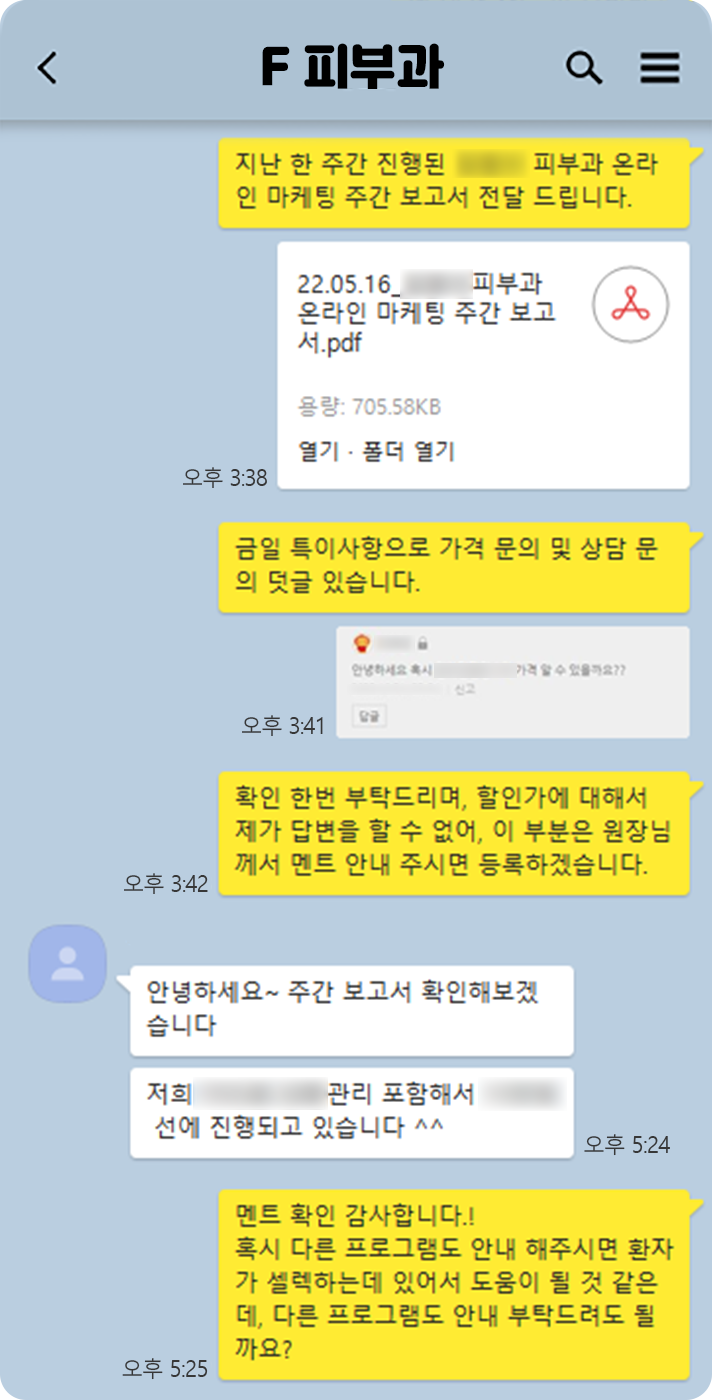 F 피부과
지난 한 주간 진행된 피부과 온라
인 마케팅 주간 보고서 전달 드립니다.
22.05.16_피부과
온라인 마케팅 주간 보고
서.pdf
용량: 705.58KB
열기 · 폴더 열기
오후 3:38
금일 특이사항으로 가격 문의 및 상담 문
의 덧글 있습니다.
안녕하세요 혹시 가격 알 수 있을까요??
신고
답글
오후 3:41
확인 한번 부탁드리며, 할인가에 대해서
제가 답변을 할 수 없어, 이 부분은 원장님
께서 멘트 안내 주시면 등록하겠습니다.
오후 3:42
안녕하세요~ 주간 보고서 확인해보겠
습니다
저희 관리 포함해서
선에 진행되고 있습니다 ^^
오후 5:24
멘트 확인 감사합니다.!
혹시 다른 프로그램도 안내 해주시면 환자
가 셀렉하는데 있어서 도움이 될 것 같은
데, 다른 프로그램도 안내 부탁드려도 될
까요?
오후 5:25